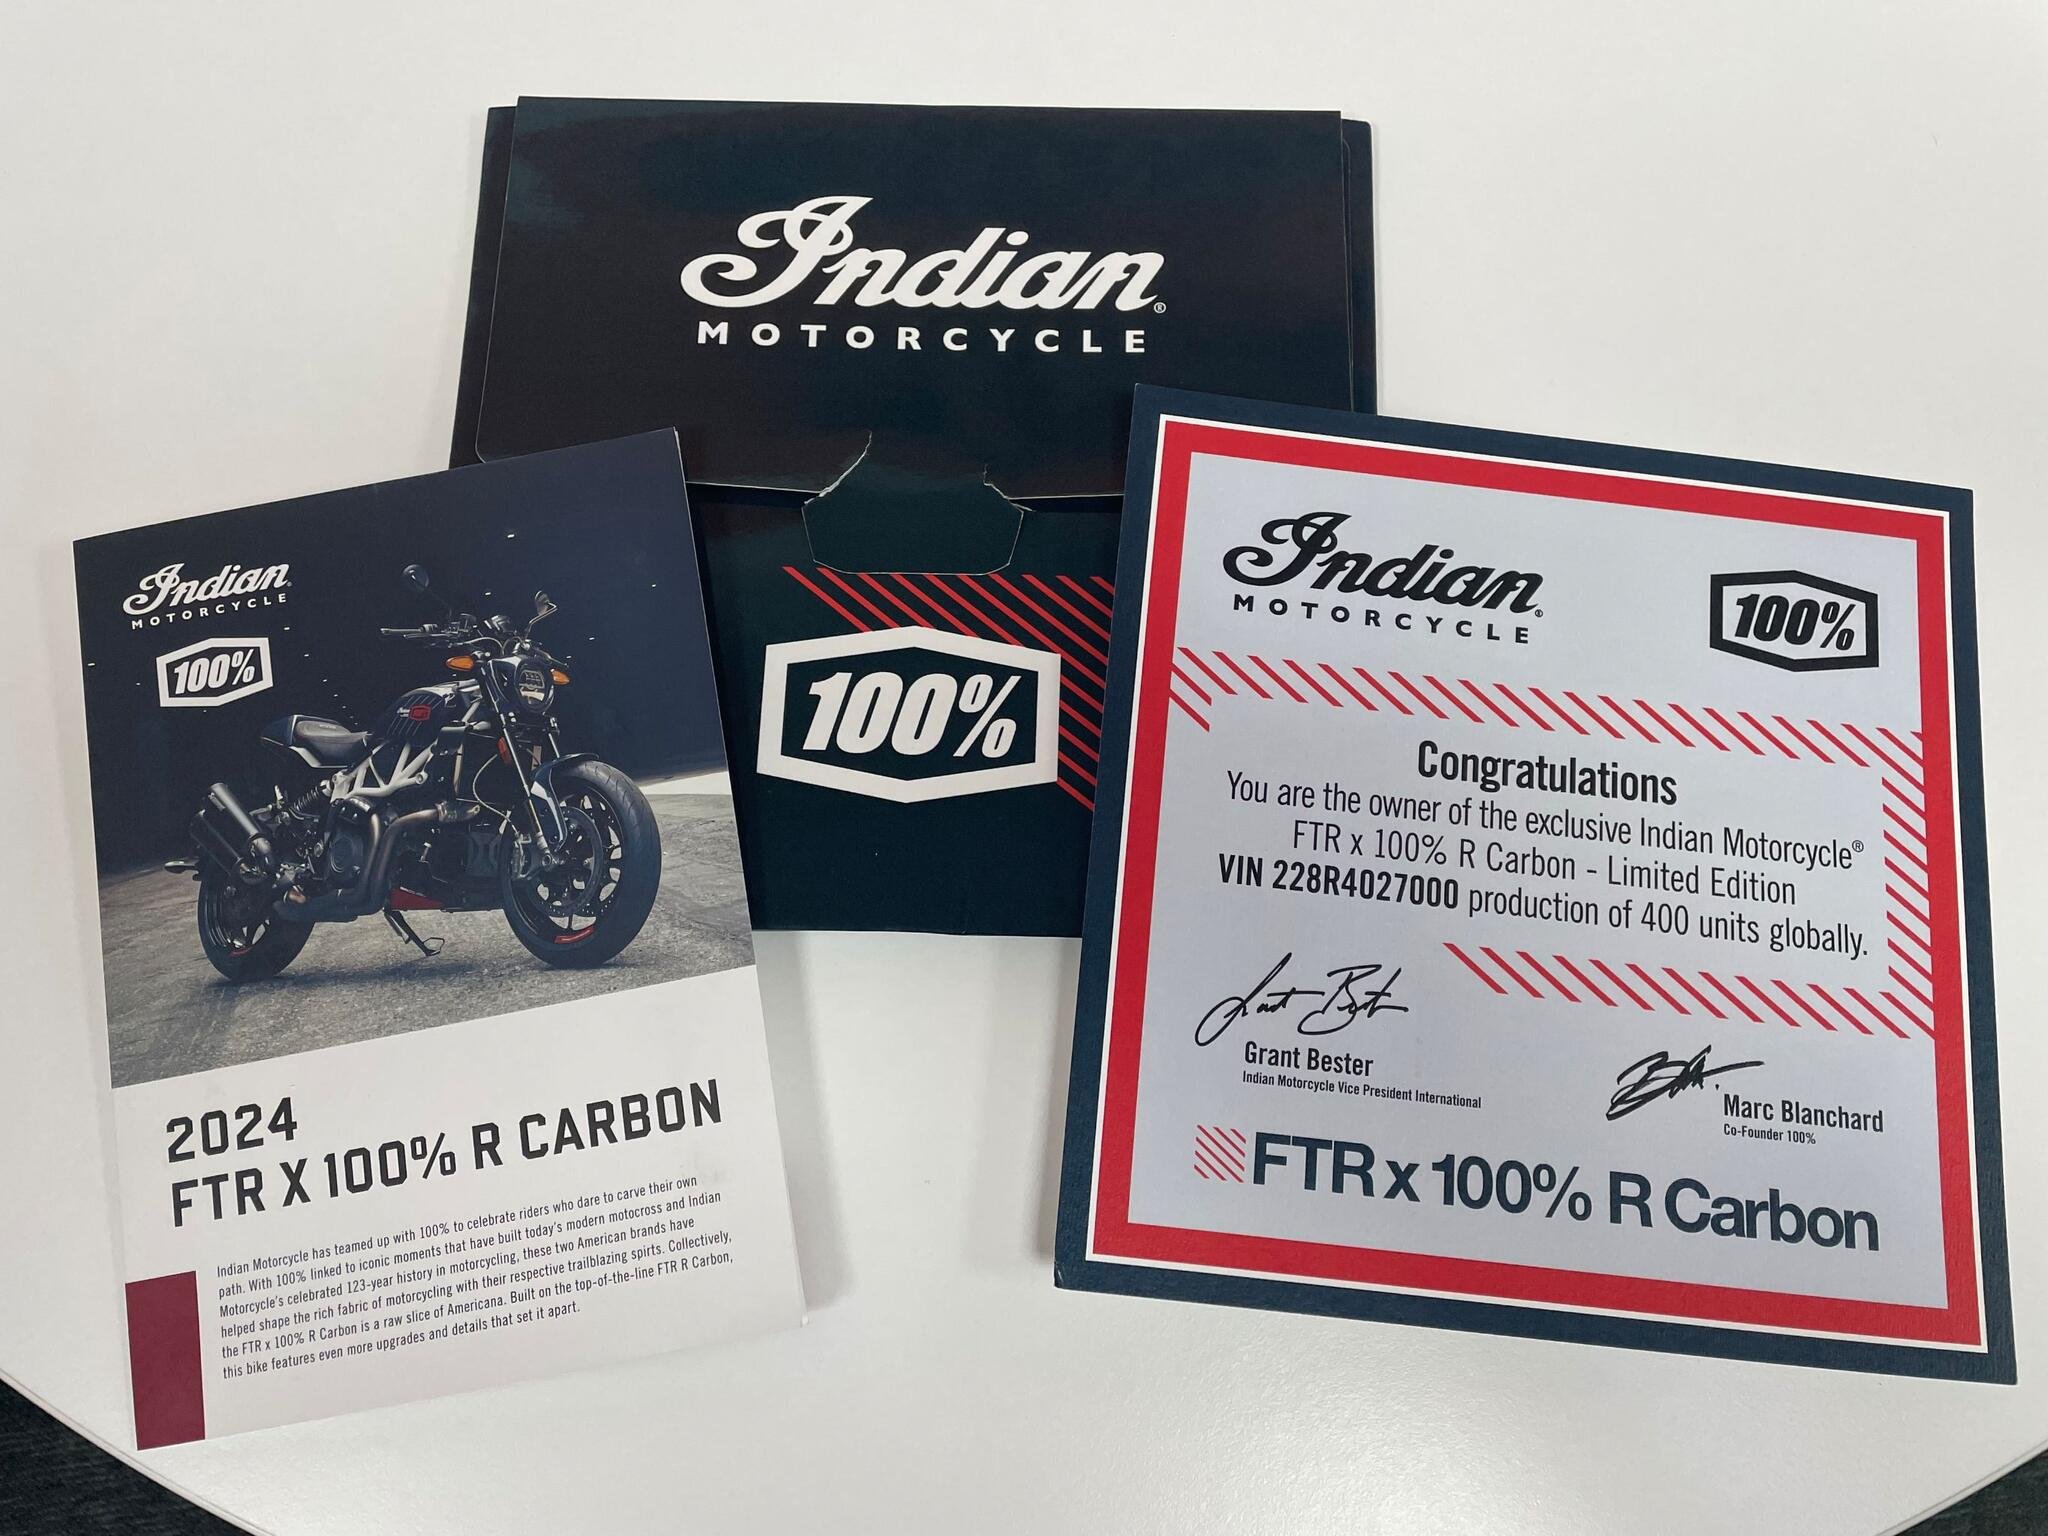 Indian
MOTORCYCLE
100%
Indian
MOTORCYCLE
100%
2024
FTR X 100% R CARBON
Indian Motorcycle has teamed up with 100% to celebrate riders who dare to carve their own
path. With 100% linked to iconic moments that have built today's modern motocross and Indian
Motorcycle's celebrated 123-year history in motorcycling, these two American brands have
helped shape the rich fabric of motorcycling with their respective trailblazing spirts. Collectively,
the FTR x 100% R Carbon is a raw slice of Americana. Built on the top-of-the-line FTR R Carbon,
this bike features even more upgrades and details that set it apart.
Indian
MOTORCYCLE
100%
Congratulations
You are the owner of the exclusive Indian Motorcycle®
FTR x 100% R Carbon - Limited Edition
VIN 228R4027000 production of 400 units globally.
Grant Bester
Indian Motorcycle Vice President International
Marc Blanchard
Co-Founder 100%
FTR x 100% R Carbon